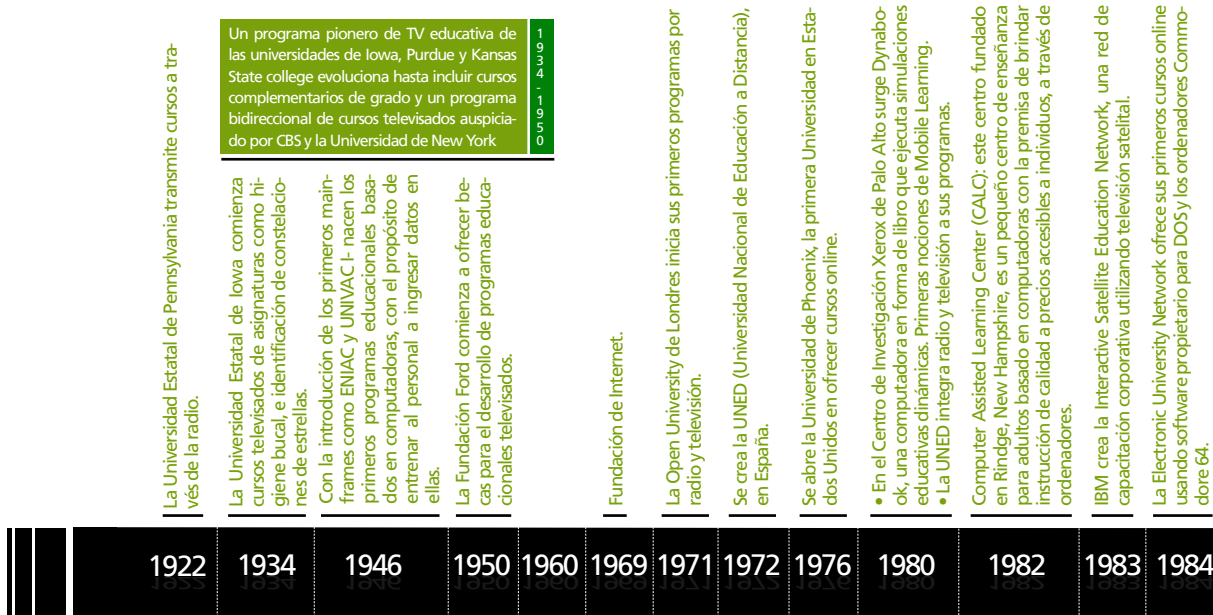 Un programa pionero de TV educativa de
las universidades de Iowa, Purdue y Kansas
State college evoluciona hasta incluir cursos
complementarios de grado y un programa
bidireccional de cursos televisados auspicia-
do por CBS y la Universidad de New York
1934-1950
La Universidad Estatal de Pennsylvania transmite cursos a tra-
vés de la radio.
La Universidad Estatal de Iowa comienza
cursos televisados de asignaturas como hi-
giene bucal, e identificación de constelacio-
nes de estrellas.
Con la introducción de los primeros main-
frames como ENIAC y UNIVAC I- nacen los
primeros programas educacionales basa-
dos en computadoras, con el propósito de
entrenar al personal a ingresar datos en
ellas.
La Fundación Ford comienza a ofrecer be-
cas para el desarrollo de programas educa-
cionales televisados.
Fundación de Internet.
La Open University de Londres inicia sus primeros programas por
radio y televisión.
Se crea la UNED (Universidad Nacional de Educación a Distancia),
en España.
Se abre la Universidad de Phoenix, la primera Universidad en Esta-
dos Unidos en ofrecer cursos online.
• En el Centro de Investigación Xerox de Palo Alto surge Dynabo-
ok, una computadora en forma de libro que ejecuta simulaciones
educativas dinámicas. Primeras nociones de Mobile Learning.
• La UNED integra radio y televisión a sus programas.
Computer Assisted Learning Center (CALC): este centro fundado
en Rindge, New Hampshire, es un pequeño centro de enseñanza
para adultos basado en computadoras con la premisa de brindar
instrucción de calidad a precios accesibles a individuos, a través de
ordenadores.
IBM crea la Interactive Satellite Education Network, una red de
capacitación corporativa utilizando televisión satelital.
La Electronic University Network ofrece sus primeros cursos online
usando software propietario para DOS y los ordenadores Commo-
dore 64.
1922 1934 1946 1950 1960 1969 1971 1972 1976 1980 1982 1983 1984